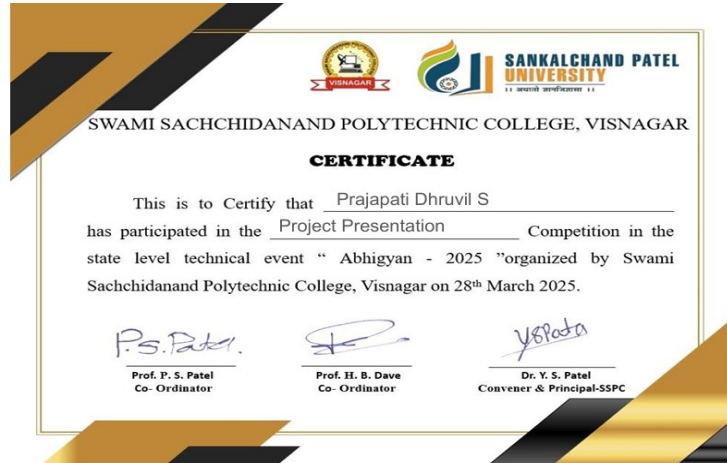 VISNAGAR
SANKALCHAND PATEL
UNIVERSITY
।। अथातो ज्ञानजिज्ञासा ।।
SWAMI SACHCHIDANAND POLYTECHNIC COLLEGE, VISNAGAR
CERTIFICATE
This is to Certify that Prajapati Dhruvil S
has participated in the Project Presentation Competition in the
state level technical event “ Abhigyan - 2025 ”organized by Swami
Sachchidanand Polytechnic College, Visnagar on 28th March 2025.
P.S.Patel. YSPatel
Prof. P. S. Patel Prof. H. B. Dave Dr. Y. S. Patel
Co- Ordinator Co- Ordinator Convener & Principal-SSPC